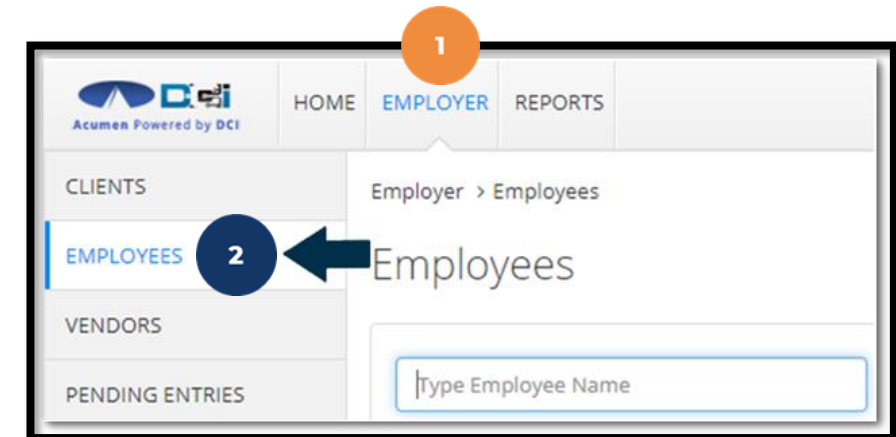 1
DCI
Acumen Powered by DCI
HOME EMPLOYER REPORTS
CLIENTS
EMPLOYEES 2
VENDORS
PENDING ENTRIES
Employer > Employees
Employees
Type Employee Name